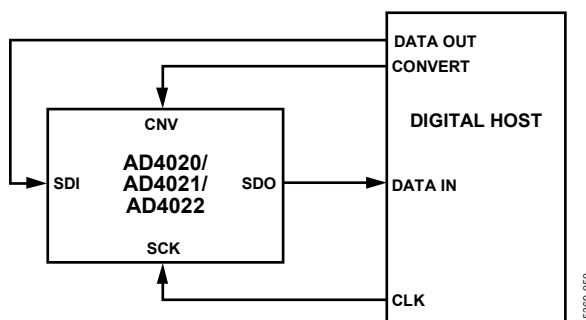 DATA OUT
CONVERT
DIGITAL HOST
CNV
AD4020/
AD4021/
AD4022
SDI
SDO
DATA IN
SCK
CLK